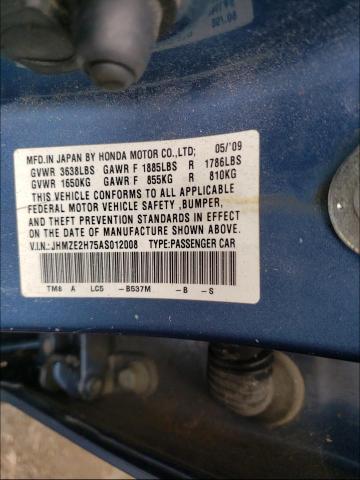 MFD.IN JAPAN BY HONDA MOTOR CO.,LTD; 05/'09
GVWR 3638LBS GAWR F 1885LBS R 1786LBS
GVWR 1650KG GAWR F 855KG R 810KG
THIS VEHICLE CONFORMS TO ALL APPLICABLE
FEDERAL MOTOR VEHICLE SAFETY ,BUMPER,
AND THEFT PREVENTION STANDARDS IN EFFECT
ON THE DATE OF MANUFACTURE SHOWN ABOVE.
V.I.N: JHMZE2H75AS012008 TYPE:PASSENGER CAR
TM8 A LC5 -B537M -B -S